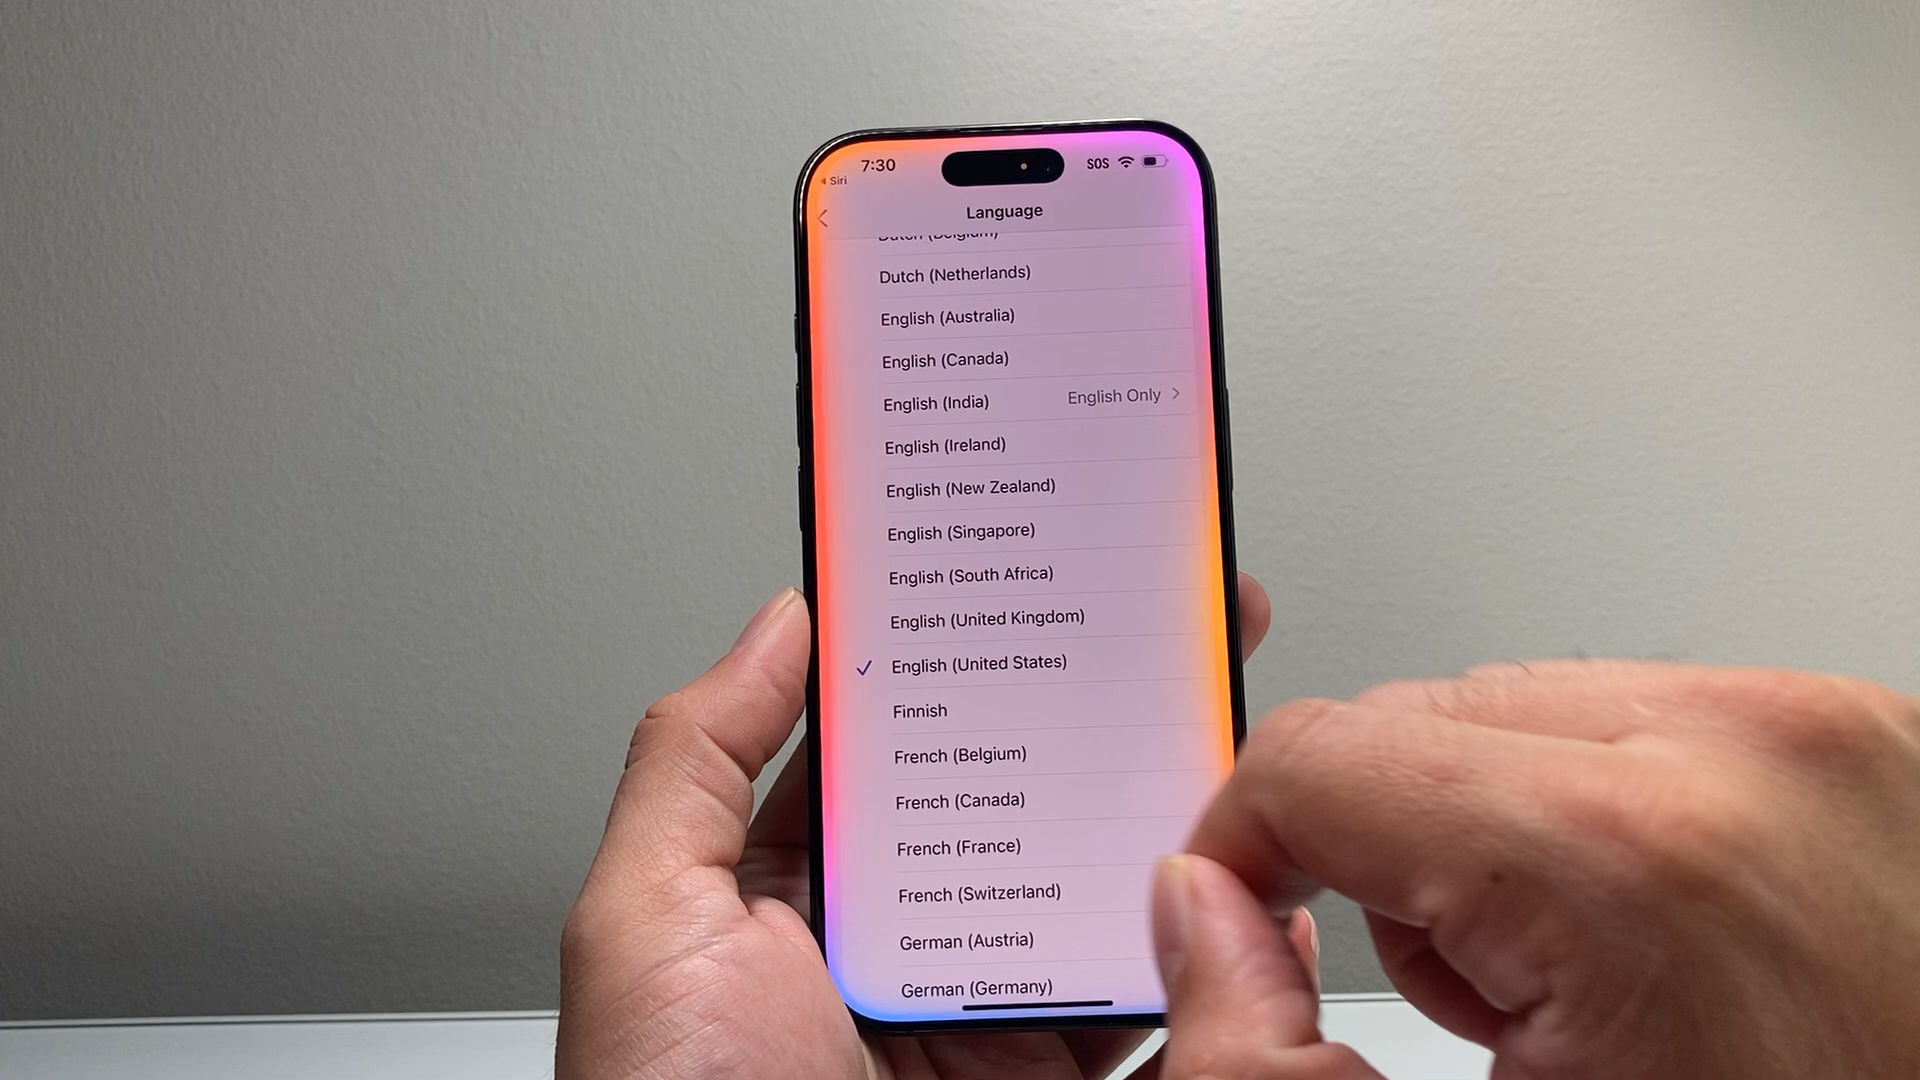 7:30
SOS
Siri
Language
Dutch (Belgium)
Dutch (Netherlands)
English (Australia)
English (Canada)
English (India) English Only
English (Ireland)
English (New Zealand)
English (Singapore)
English (South Africa)
English (United Kingdom)
English (United States)
Finnish
French (Belgium)
French (Canada)
French (France)
French (Switzerland)
German (Austria)
German (Germany)